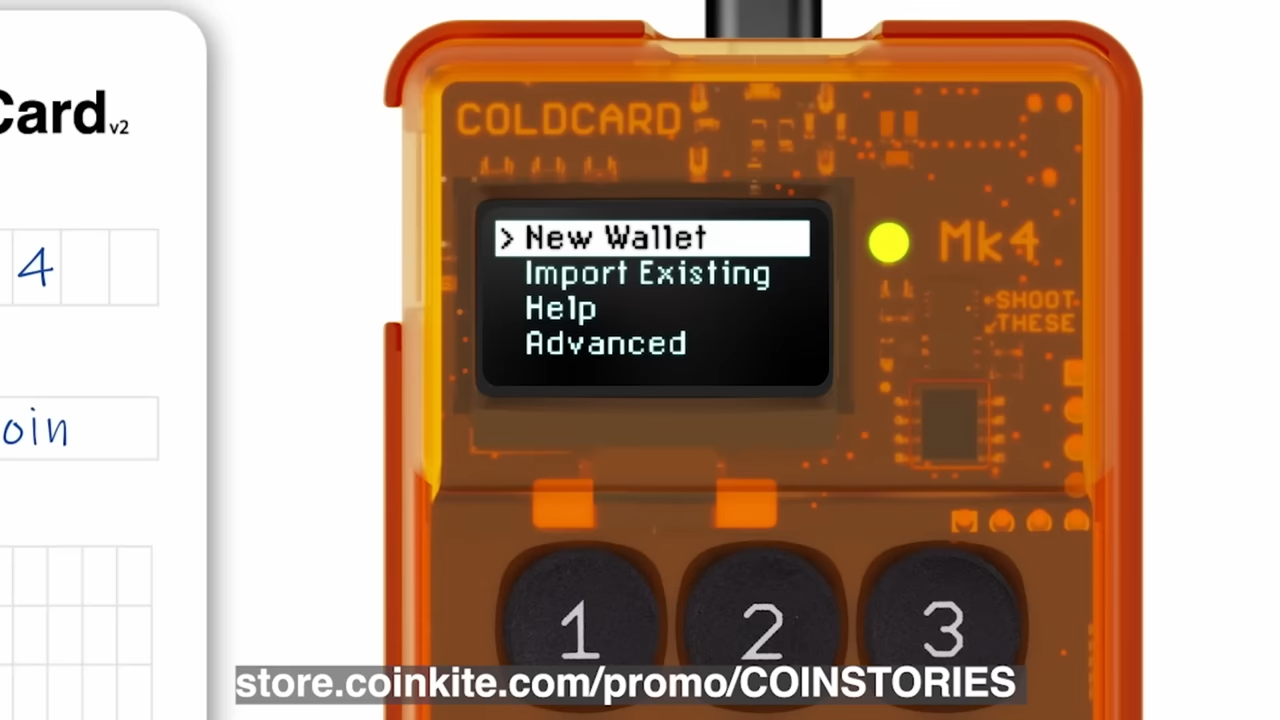 Card v2
4
oin
COLDCARD
> New Wallet
Import Existing
Help
Advanced
Mk4
SHOOT
THESE
1
2
3
store.coinkite.com/promo/COINSTORIES